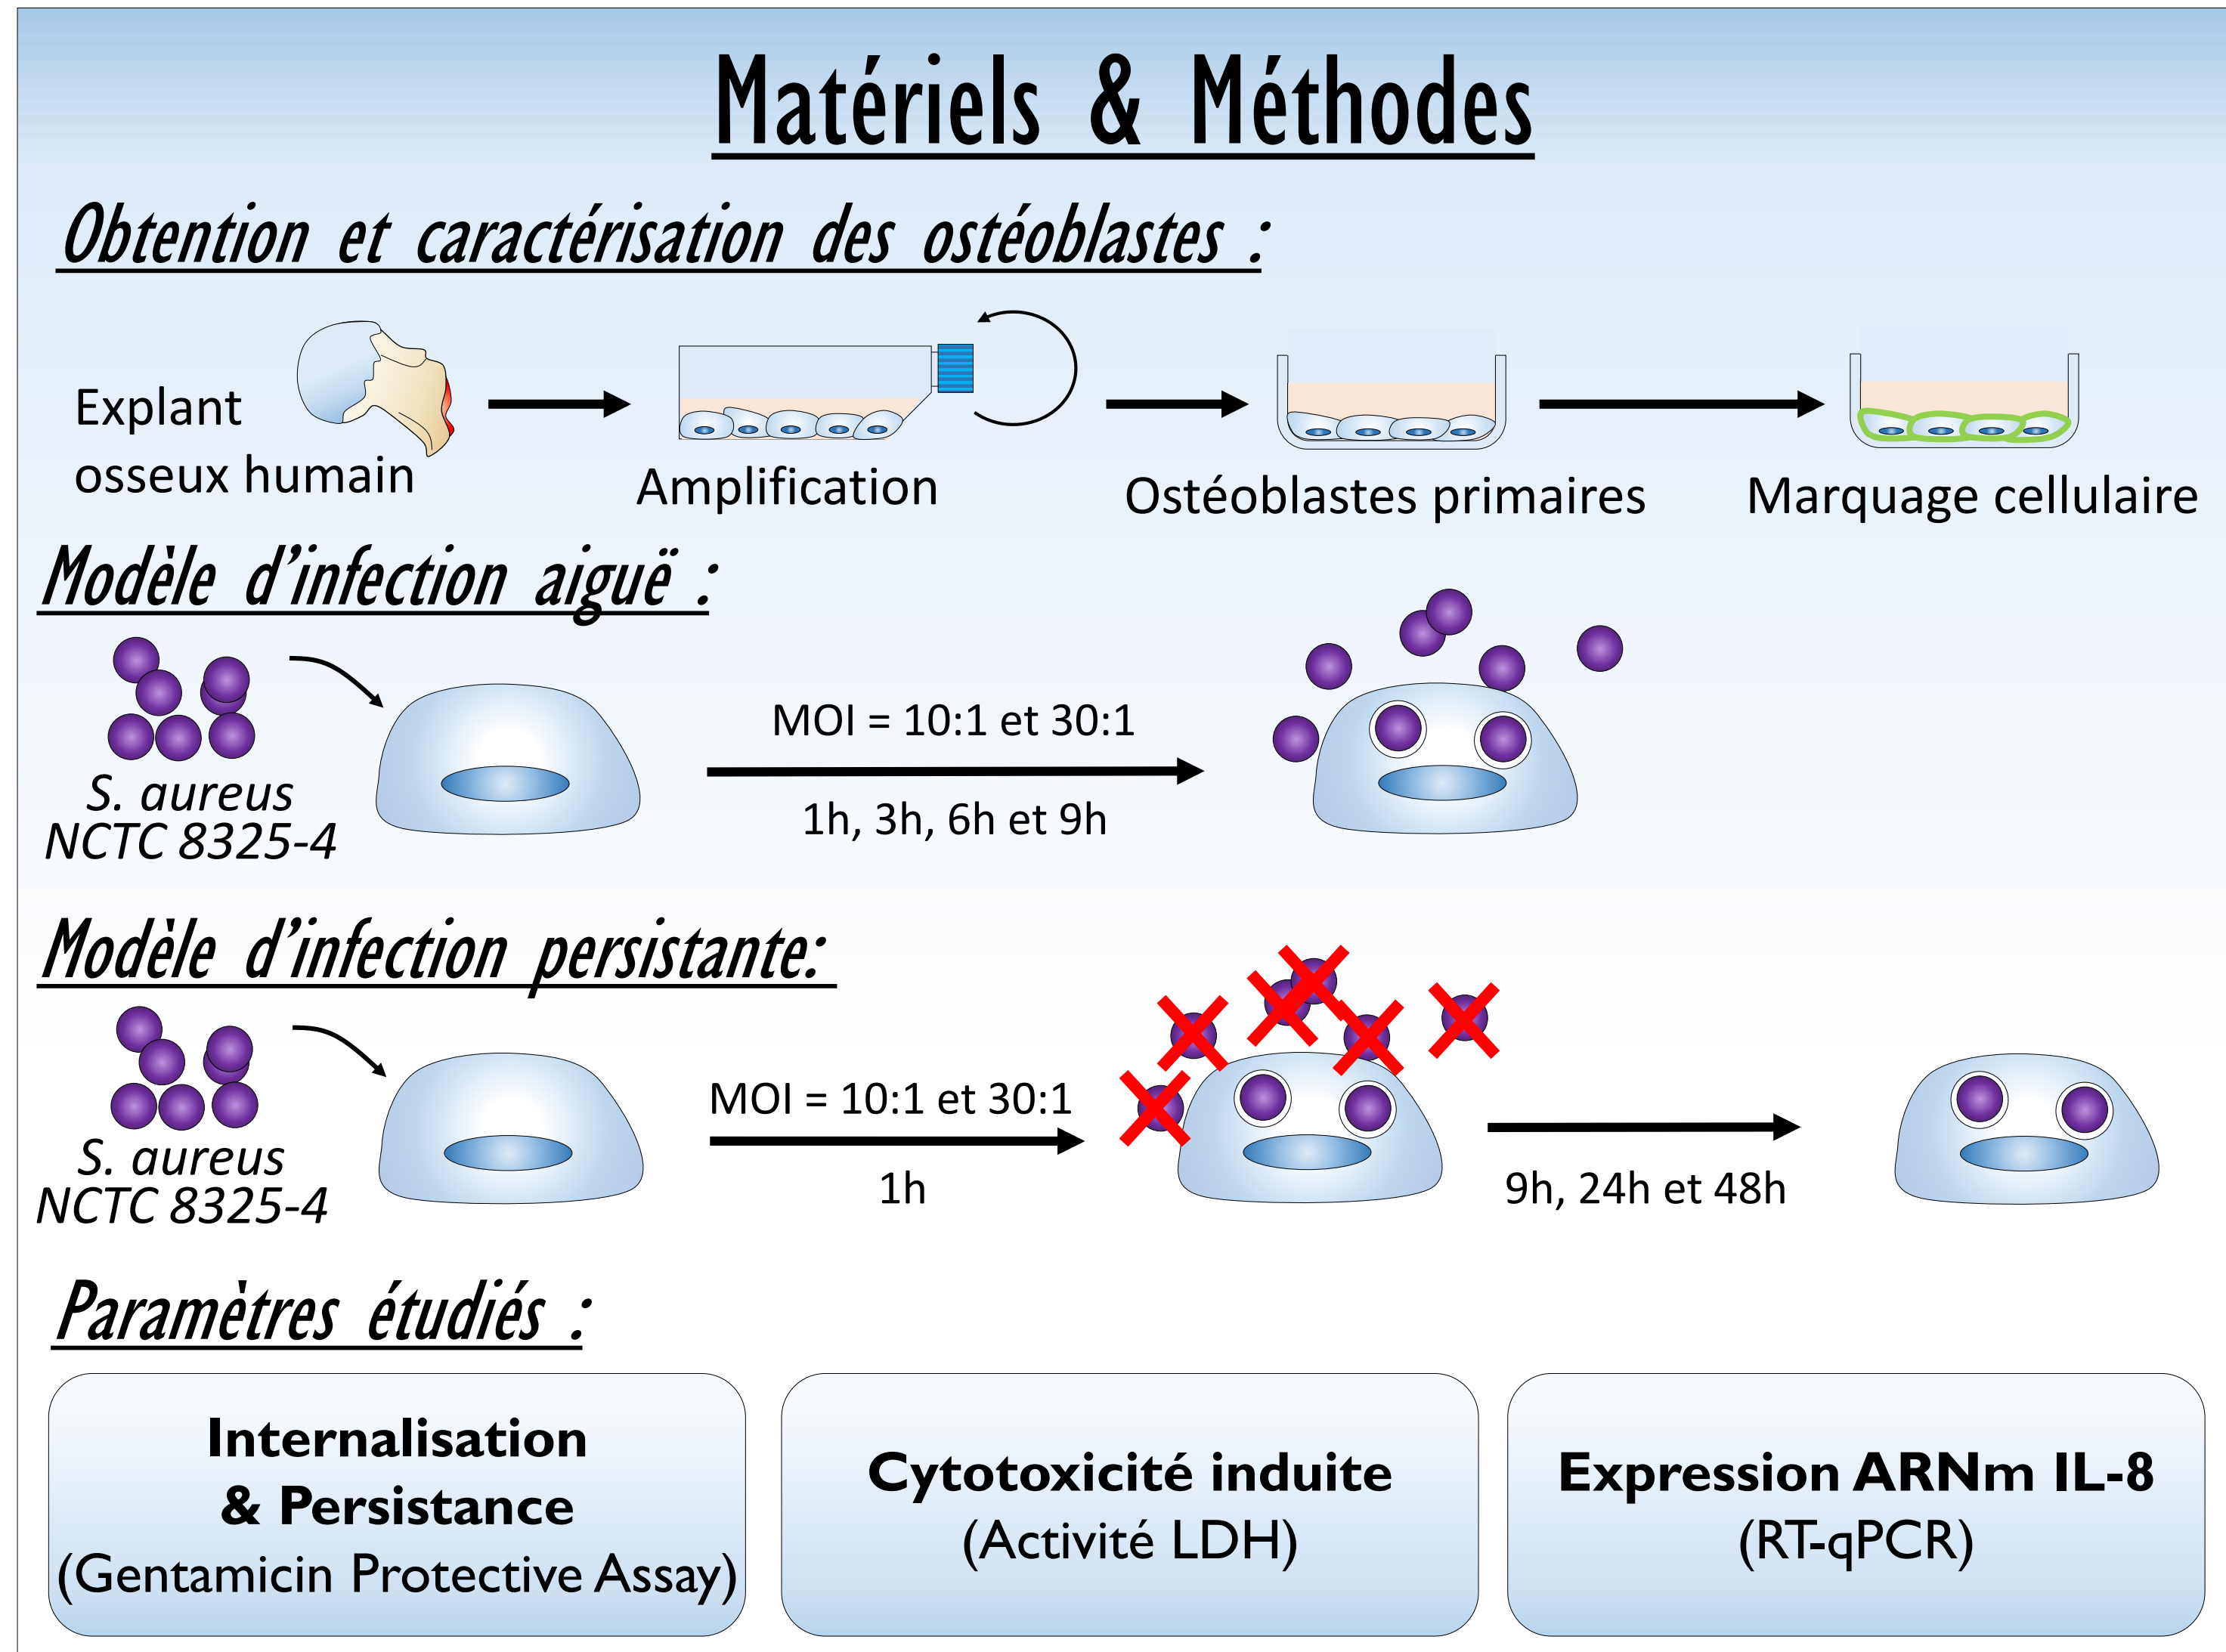 Matériels & Méthodes
Obtention et caractérisation des ostéoblastes :
Explant
osseux humain
Amplification
Ostéoblastes primaires
Marquage cellulaire
Modèle d'infection aiguë :
S. aureus
NCTC 8325-4
MOI = 10:1 et 30:1
1h, 3h, 6h et 9h
Modèle d'infection persistante:
S. aureus
NCTC 8325-4
MOI = 10:1 et 30:1
1h
9h, 24h et 48h
Paramètres étudiés :
Internalisation
& Persistance
(Gentamicin Protective Assay)
Cytotoxicité induite
(Activité LDH)
Expression ARNm IL-8
(RT-qPCR)